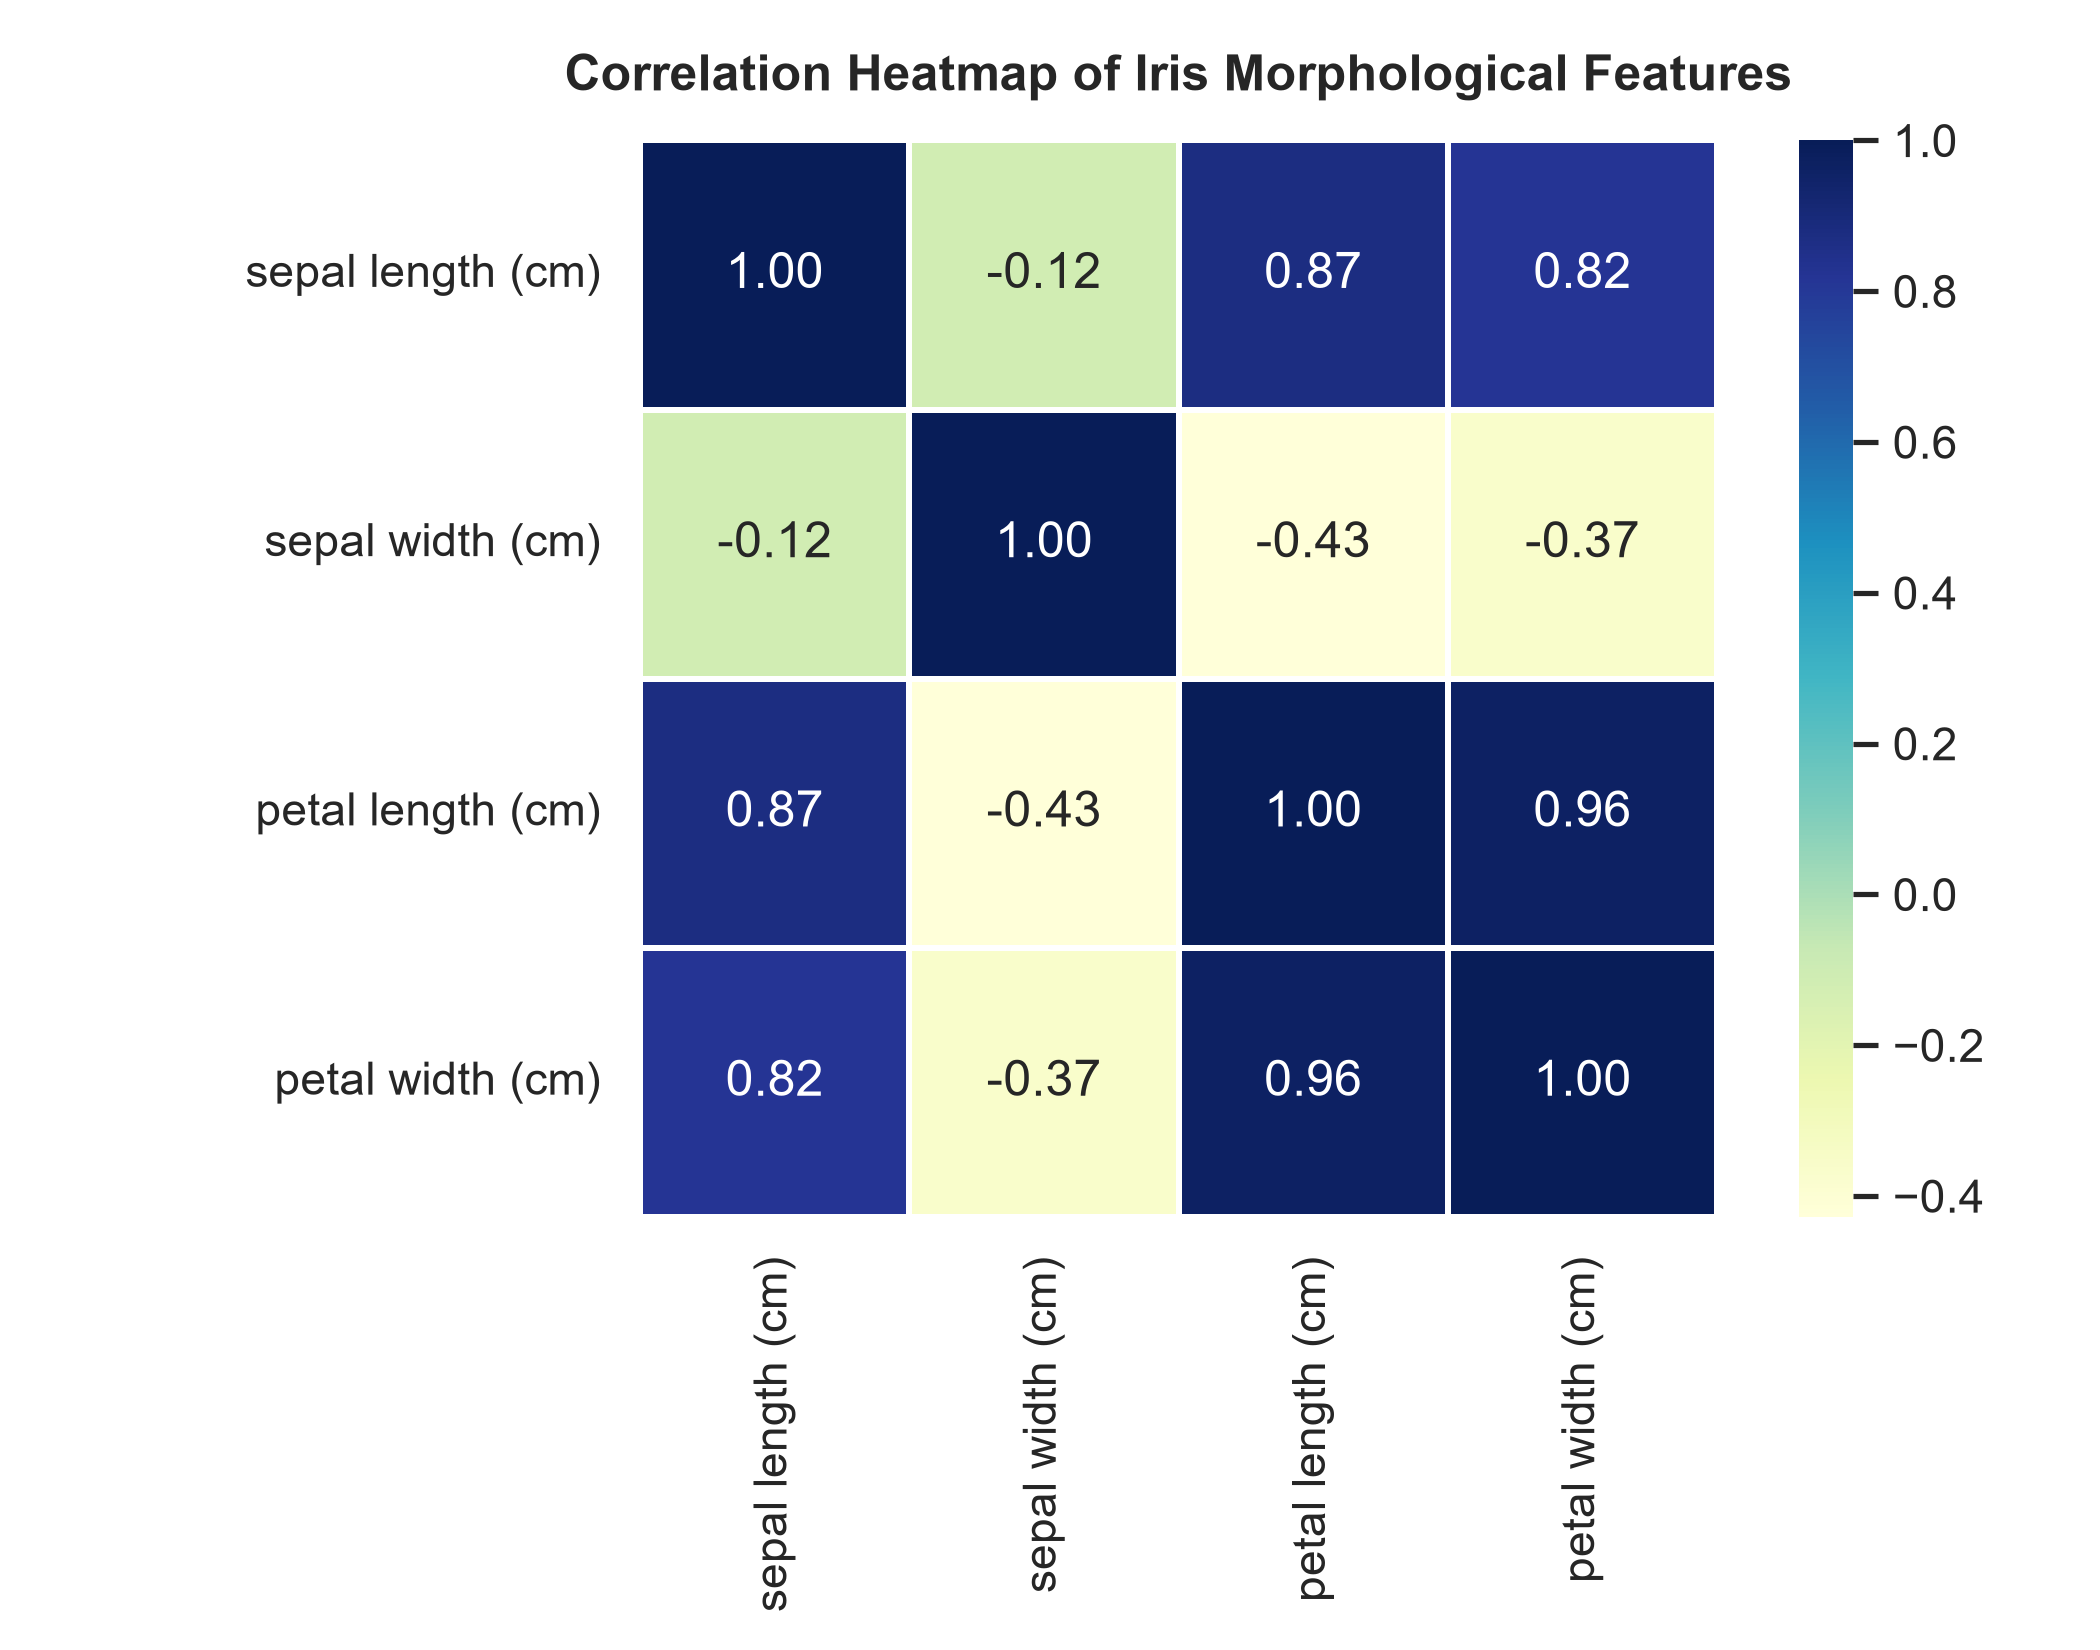 Correlation Heatmap of Iris Morphological Features
sepal length (cm) 1.00 -0.12 0.87 0.82
sepal width (cm) -0.12 1.00 -0.43 -0.37
petal length (cm) 0.87 -0.43 1.00 0.96
petal width (cm) 0.82 -0.37 0.96 1.00
sepal length (cm)
sepal width (cm)
petal length (cm)
petal width (cm)
1.0
0.8
0.6
0.4
0.2
0.0
−0.2
−0.4